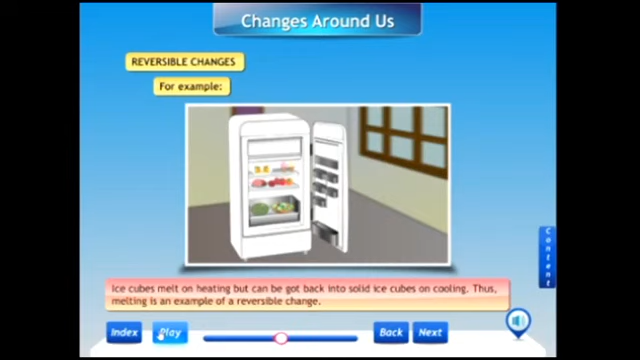 Changes Around Us
REVERSIBLE CHANGES
For example:
Content
Ice cubes melt on heating but can be got back into solid ice cubes on cooling. Thus,
melting is an example of a reversible change.
Index
Play
Back
Next